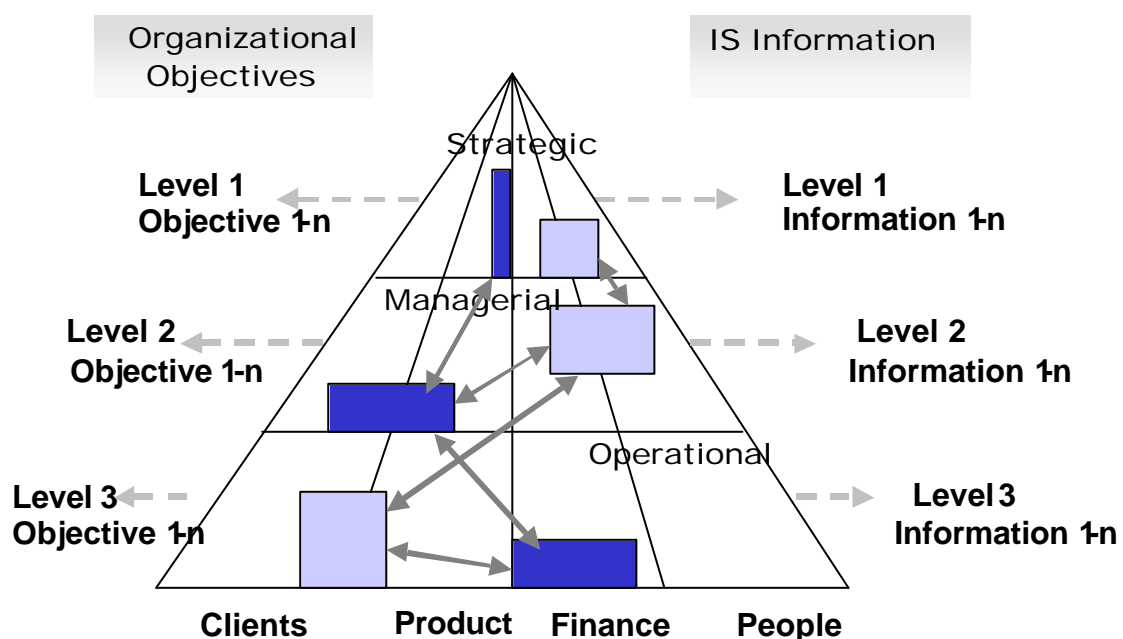 Organizational
Objectives
IS Information
Strategic
Level 1
Objective 1-n
Level 1
Information 1-n
Managerial
Level 2
Objective 1-n
Level 2
Information 1-n
Operational
Level 3
Objective 1-n
Level 3
Information 1-n
Clients
Product
Finance
People